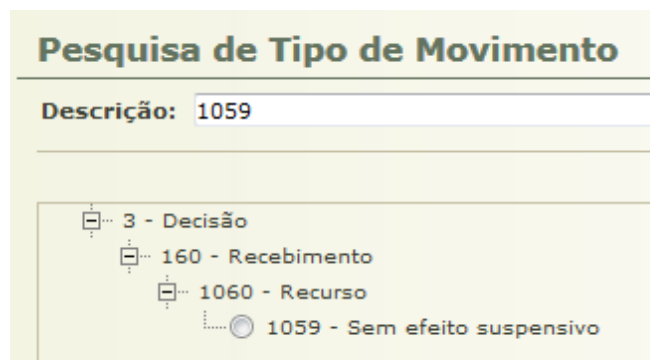 Pesquisa de Tipo de Movimento
Descrição: 1059
3 - Decisão
160 - Recebimento
1060 - Recurso
1059 - Sem efeito suspensivo